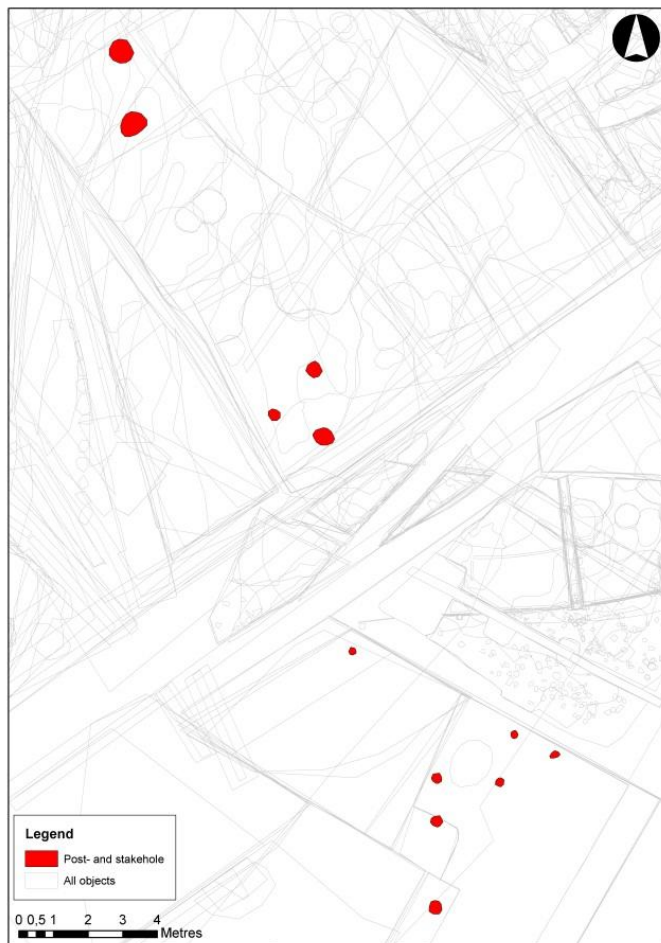 Legend
Post- and stakehole
All objects
0 0,5 1 2 3 4
Metres